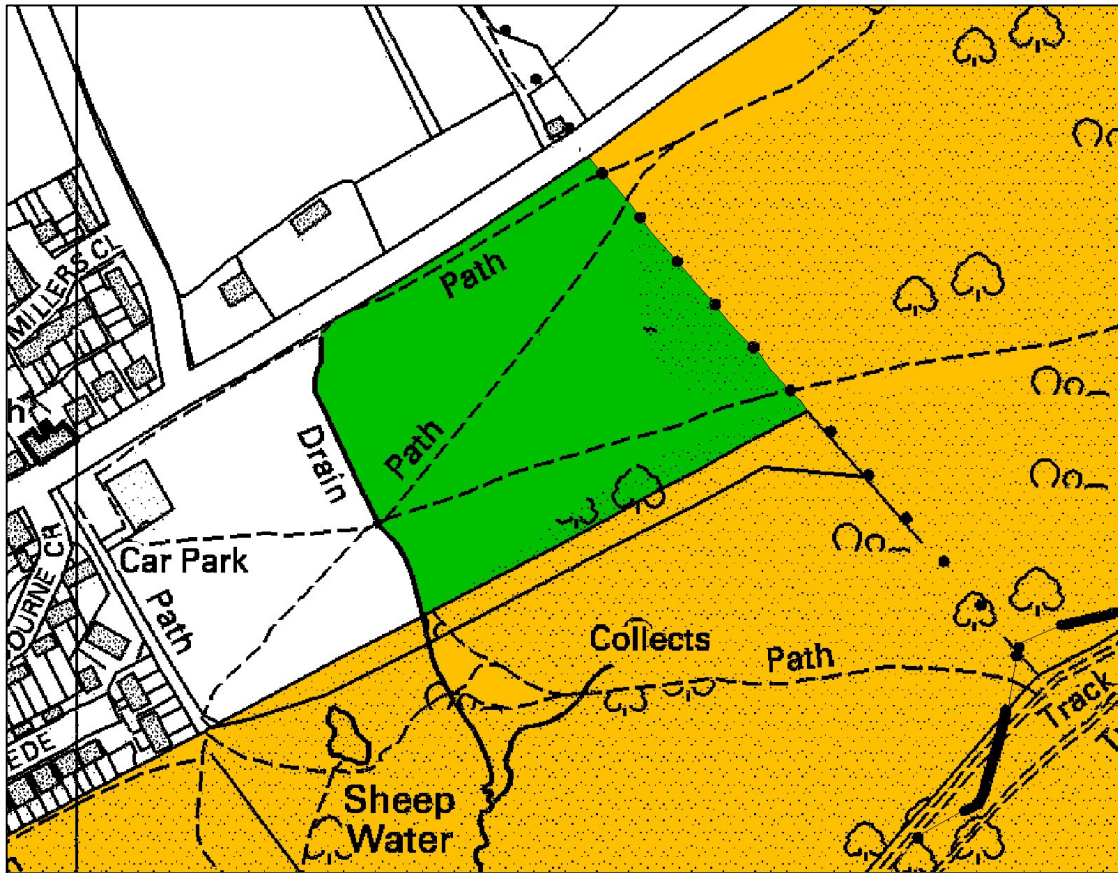 MILLERS CL
Path
Path
Drain
Car Park
Path
Collects
Path
Track
Sheep
Water